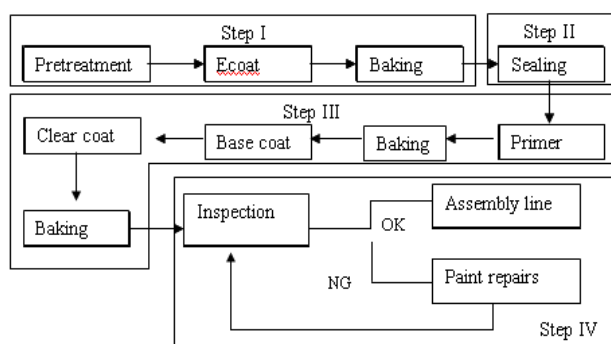 Step I
Pretreatment
Ecoat
Baking
Step II
Sealing
Step III
Clear coat
Base coat
Baking
Primer
Baking
Inspection
OK
Assembly line
NG
Paint repairs
Step IV